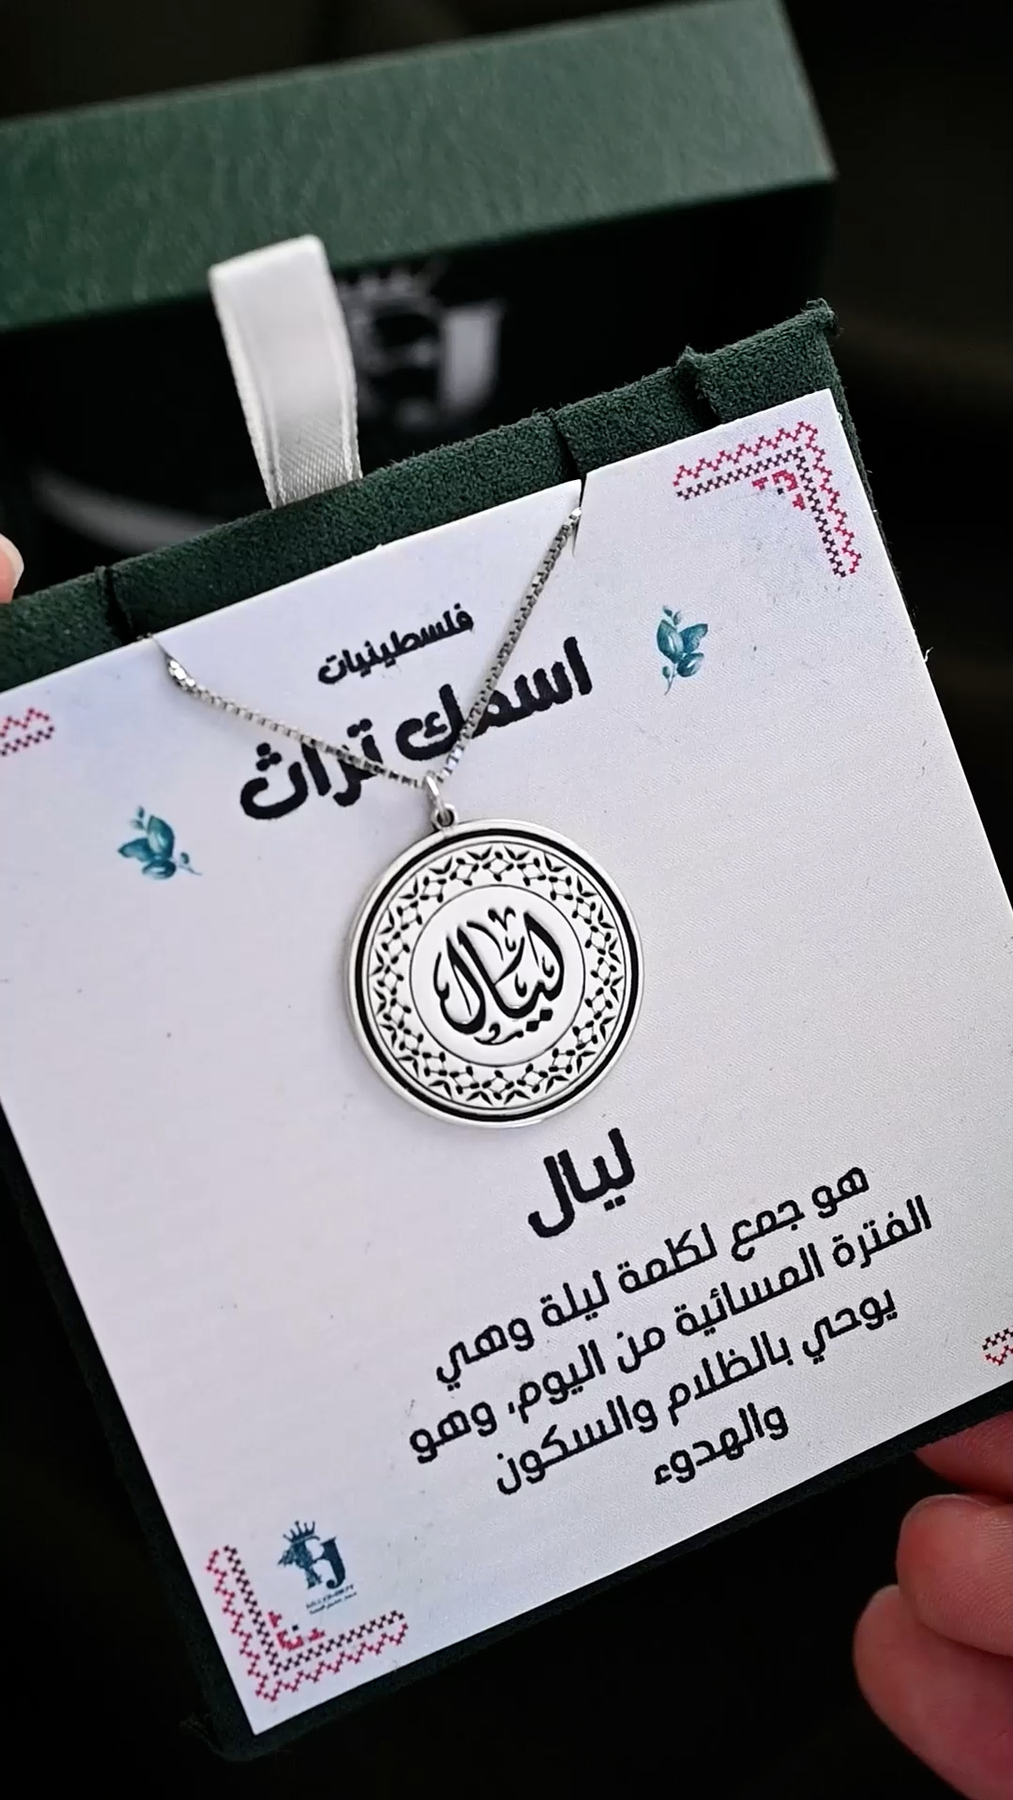 فلسطينيات
اسمك تراث
ليال
ليال
هو جمع لكلمة ليلة وهي
الفترة المسائية من اليوم، وهو
يوحي بالظلام والسكون
والهدوء